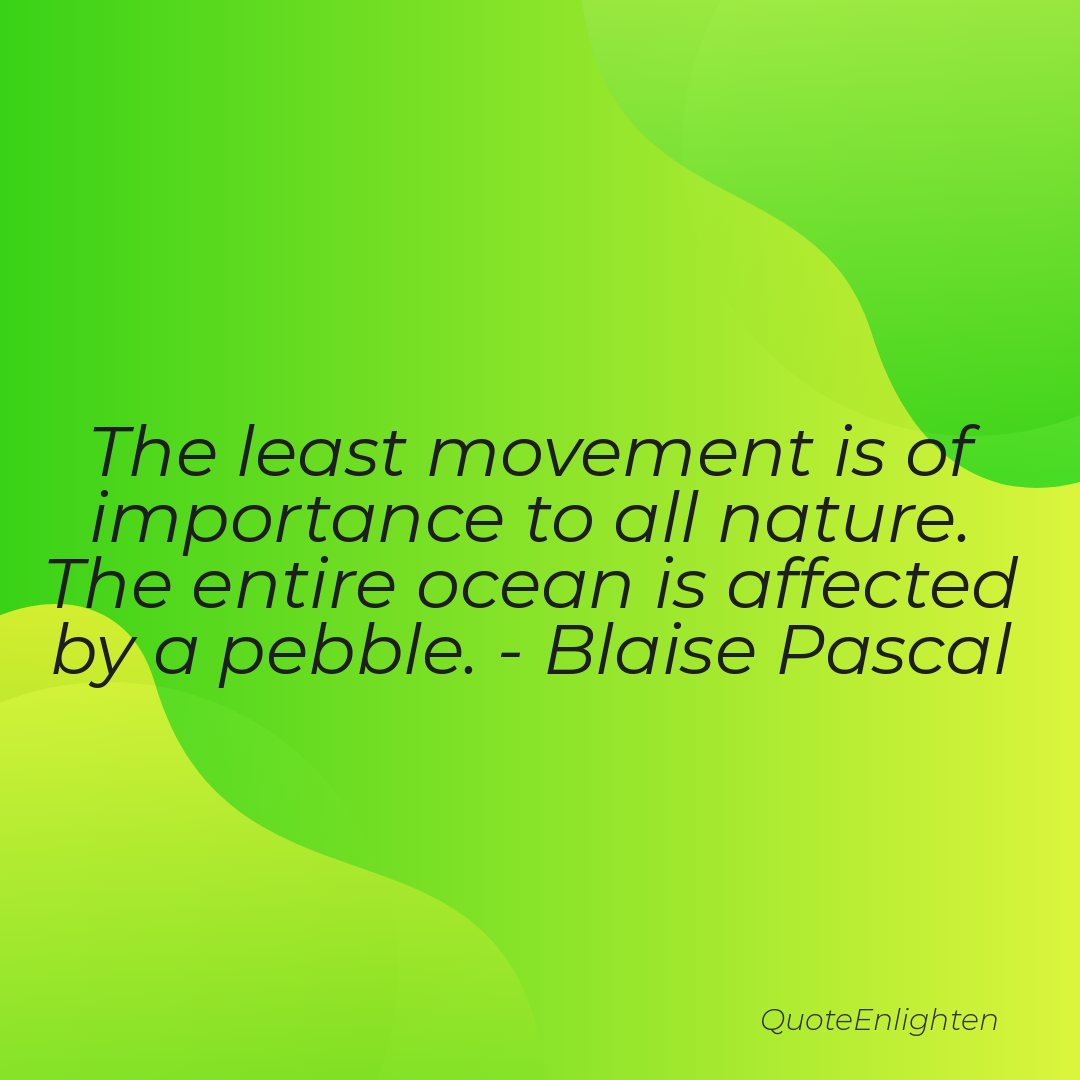 The least movement is of
importance to all nature.
The entire ocean is affected
by a pebble. - Blaise Pascal
QuoteEnlighten